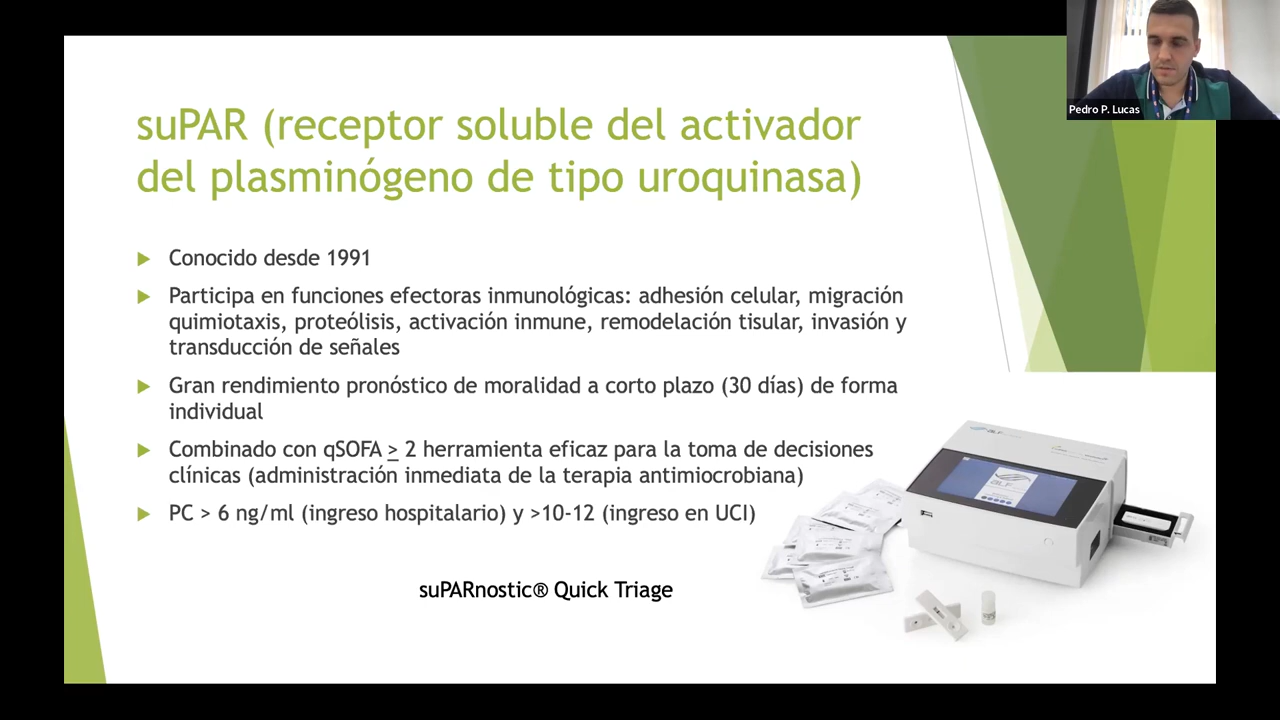 suPAR (receptor soluble del activador
del plasminógeno de tipo uroquinasa)
Conocido desde 1991
Participa en funciones efectoras inmunológicas: adhesión celular, migración
quimiotaxis, proteólisis, activación inmune, remodelación tisular, invasión y
transducción de señales
Gran rendimiento pronóstico de moralidad a corto plazo (30 días) de forma
individual
Combinado con qSOFA ≥ 2 herramienta eficaz para la toma de decisiones
clínicas (administración inmediata de la terapia antimiocrobiana)
PC > 6 ng/ml (ingreso hospitalario) y >10-12 (ingreso en UCI)
suPARnostic® Quick Triage
Pedro P. Lucas